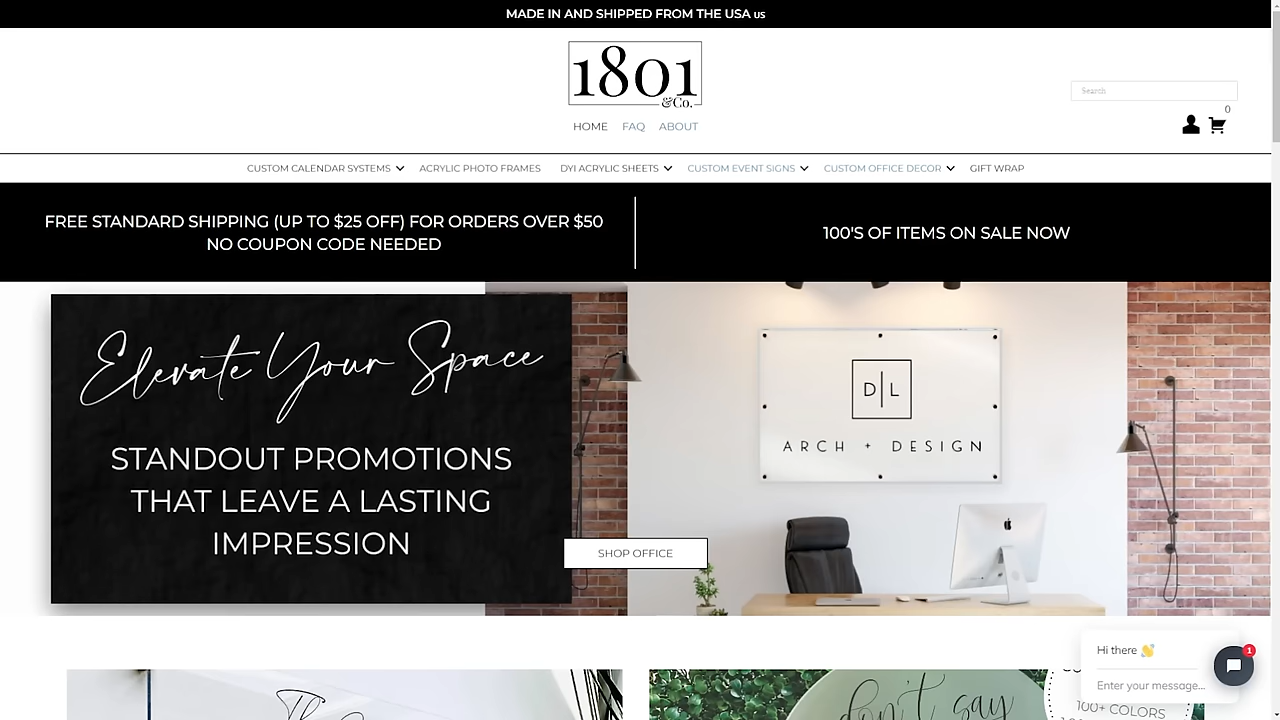 MADE IN AND SHIPPED FROM THE USA US
1801
&Co.
Search
0
HOME FAQ ABOUT
CUSTOM CALENDAR SYSTEMS ACRYLIC PHOTO FRAMES DYI ACRYLIC SHEETS CUSTOM EVENT SIGNS CUSTOM OFFICE DECOR GIFT WRAP
FREE STANDARD SHIPPING (UP TO $25 OFF) FOR ORDERS OVER $50
NO COUPON CODE NEEDED
100'S OF ITEMS ON SALE NOW
Elevate Your Space
STANDOUT PROMOTIONS
THAT LEAVE A LASTING
IMPRESSION
SHOP OFFICE
D L
ARCH + DESIGN
Hi there 👋
1
Enter your message...
don't say
100+ COLORS